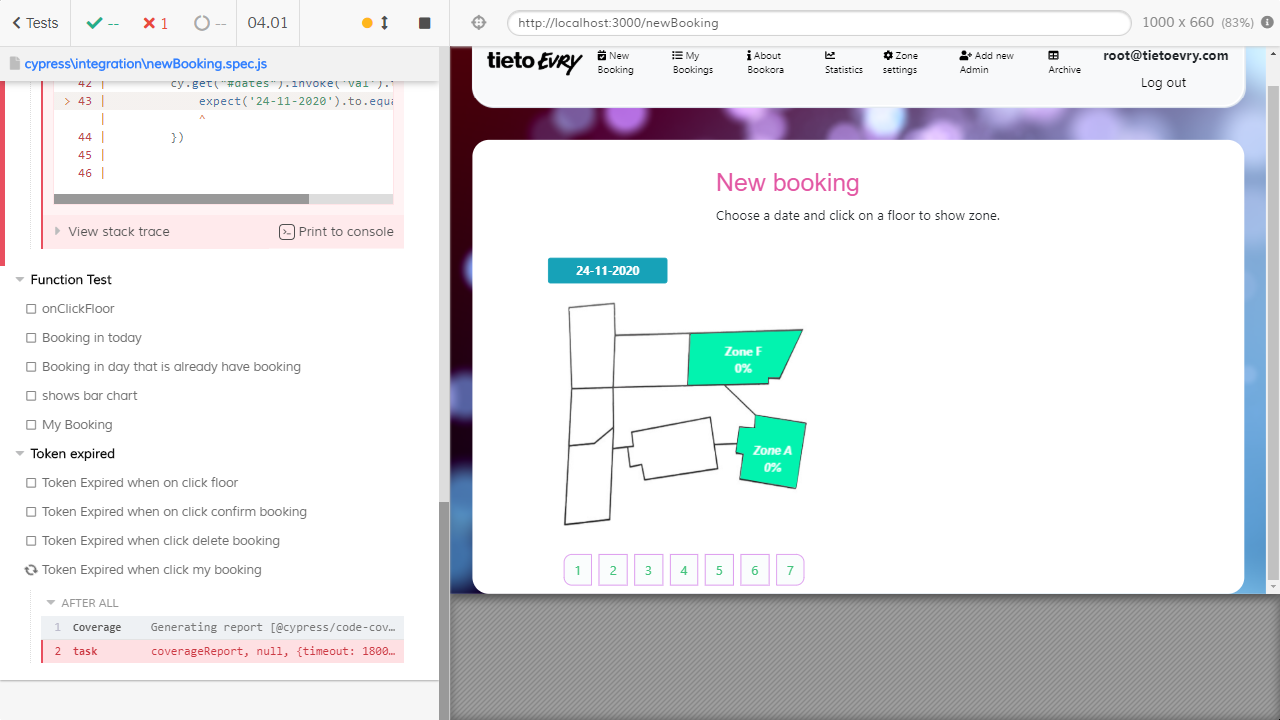 Tests
--
1
--
04.01
http://localhost:3000/newBooking
1000 x 660 (83%)
cypress\integration\newBooking.spec.js
42 | cy.get("#dates").invoke('val').
> 43 | expect('24-11-2020').to.equa
| ^
44 | })
45 |
46 |
View stack trace
Print to console
Function Test
onClickFloor
Booking in today
Booking in day that is already have booking
shows bar chart
My Booking
Token expired
Token Expired when on click floor
Token Expired when on click confirm booking
Token Expired when click delete booking
Token Expired when click my booking
AFTER ALL
1 Coverage Generating report [@cypress/code-cov…
2 task coverageReport, null, {timeout: 1800…
tieto Evry
New Booking
My Bookings
About Bookora
Statistics
Zone settings
Add new Admin
Archive
root@tietoevry.com
Log out
New booking
Choose a date and click on a floor to show zone.
24-11-2020
Zone F
0%
Zone A
0%
1 2 3 4 5 6 7